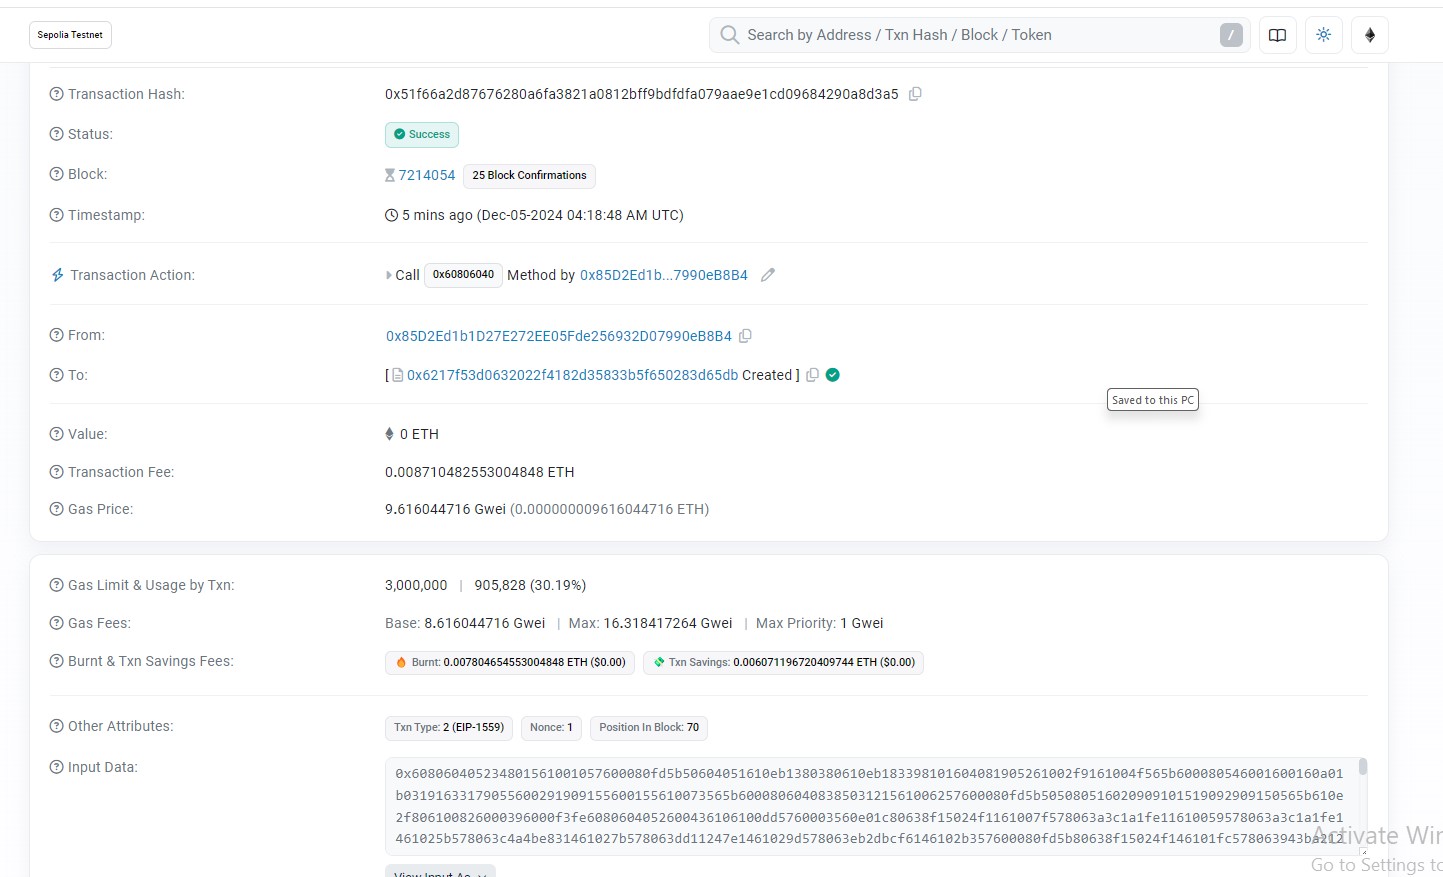 Sepolia Testnet
Search by Address / Txn Hash / Block / Token
/
Transaction Hash:
0x51f66a2d87676280a6fa3821a0812bff9bdfdfa079aae9e1cd09684290a8d3a5
Status:
Success
Block:
7214054 25 Block Confirmations
Timestamp:
5 mins ago (Dec-05-2024 04:18:48 AM UTC)
Transaction Action:
Call 0x60806040 Method by 0x85D2Ed1b...7990eB8B4
From:
0x85D2Ed1b1D27E272EE05Fde256932D07990eB8B4
To:
[ 0x6217f53d0632022f4182d35833b5f650283d65db Created ]
Saved to this PC
Value:
0 ETH
Transaction Fee:
0.008710482553004848 ETH
Gas Price:
9.616044716 Gwei (0.000000009616044716 ETH)
Gas Limit & Usage by Txn:
3,000,000 | 905,828 (30.19%)
Gas Fees:
Base: 8.616044716 Gwei | Max: 16.318417264 Gwei | Max Priority: 1 Gwei
Burnt & Txn Savings Fees:
Burnt: 0.007804654553004848 ETH ($0.00) Txn Savings: 0.006071196720409744 ETH ($0.00)
Other Attributes:
Txn Type: 2 (EIP-1559) Nonce: 1 Position In Block: 70
Input Data:
0x608060405234801561001057600080fd5b50604051610eb1380380610eb183398101604081905261002f9161004f565b600080546001600160a01
b0319163317905560029190915560015561007​3565b6000806040838503121561006257600080fd5b505080516020909101519092909150565b610e
2f806100826000396000f3fe6080604052600436106100dd5760003560e01c80638f15024f1161007f578063a3c1a1fe11610059578063a3c1a1fe1
461025b578063c4a4be831461027b578063dd11247e1461029d578063eb2dbcf6146102b357600080fd5b80638f15024f146101fc578063943ba212
View Input As
Activate Win
Go to Settings to